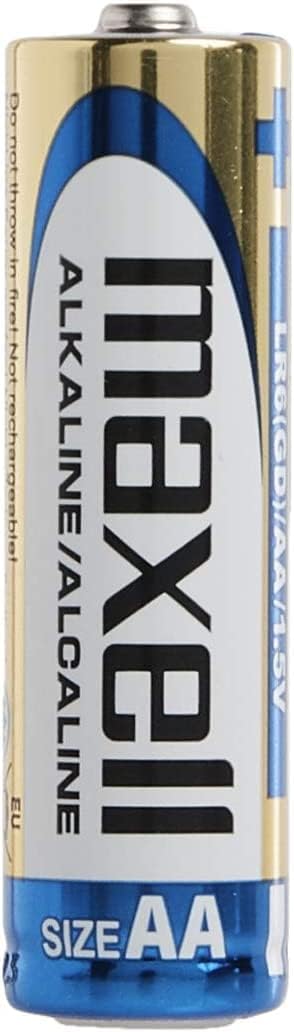 Do not throw in fire! Not rechargeable!
EU
maxell
ALKALINE/ALCALINE
LR6(GD)/AA/1.5V
SIZE AA